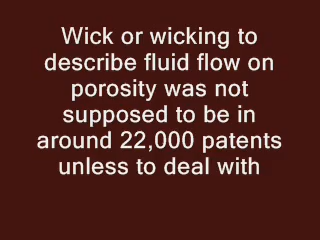 Wick or wicking to
describe fluid flow on
porosity was not
supposed to be in
around 22,000 patents
unless to deal with